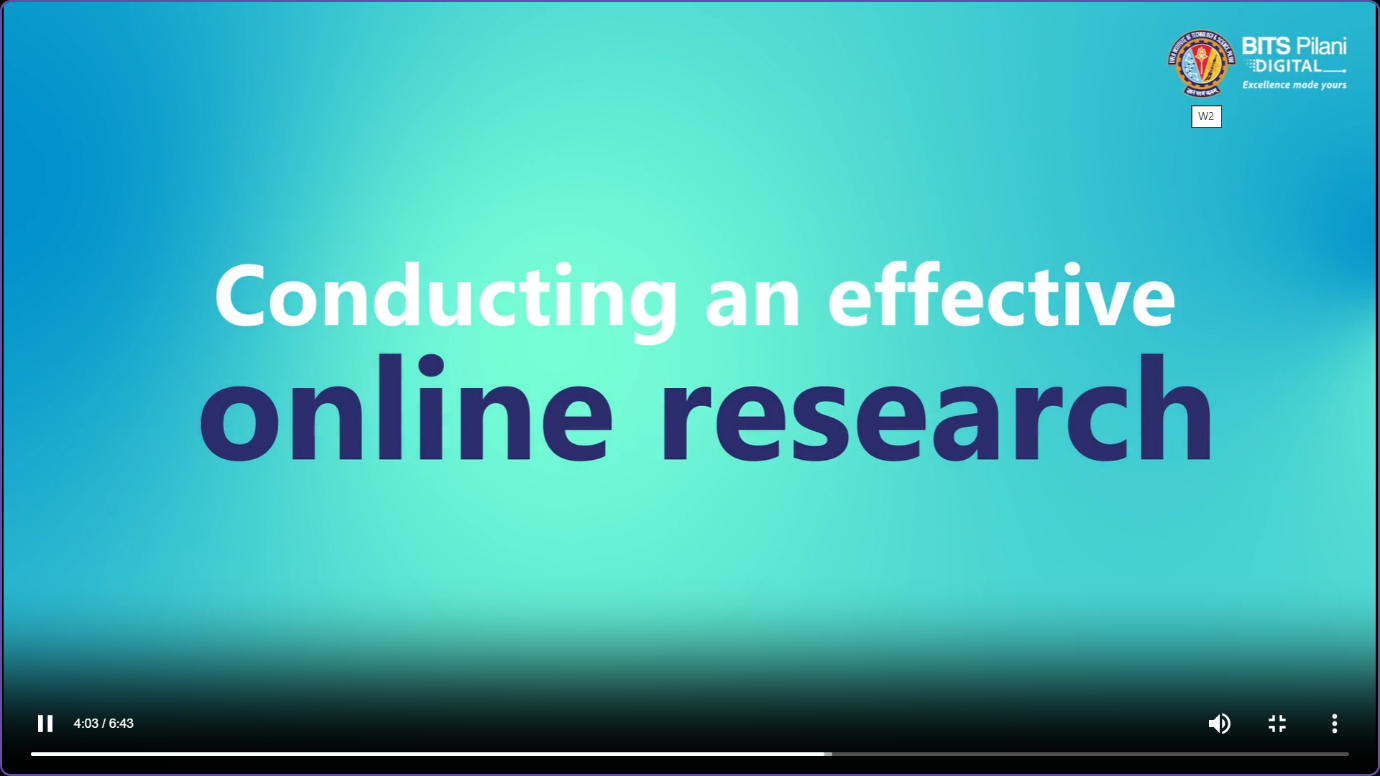 BITS Pilani
DIGITAL
Excellence made yours
W2
Conducting an effective
online research
4:03 / 6:43